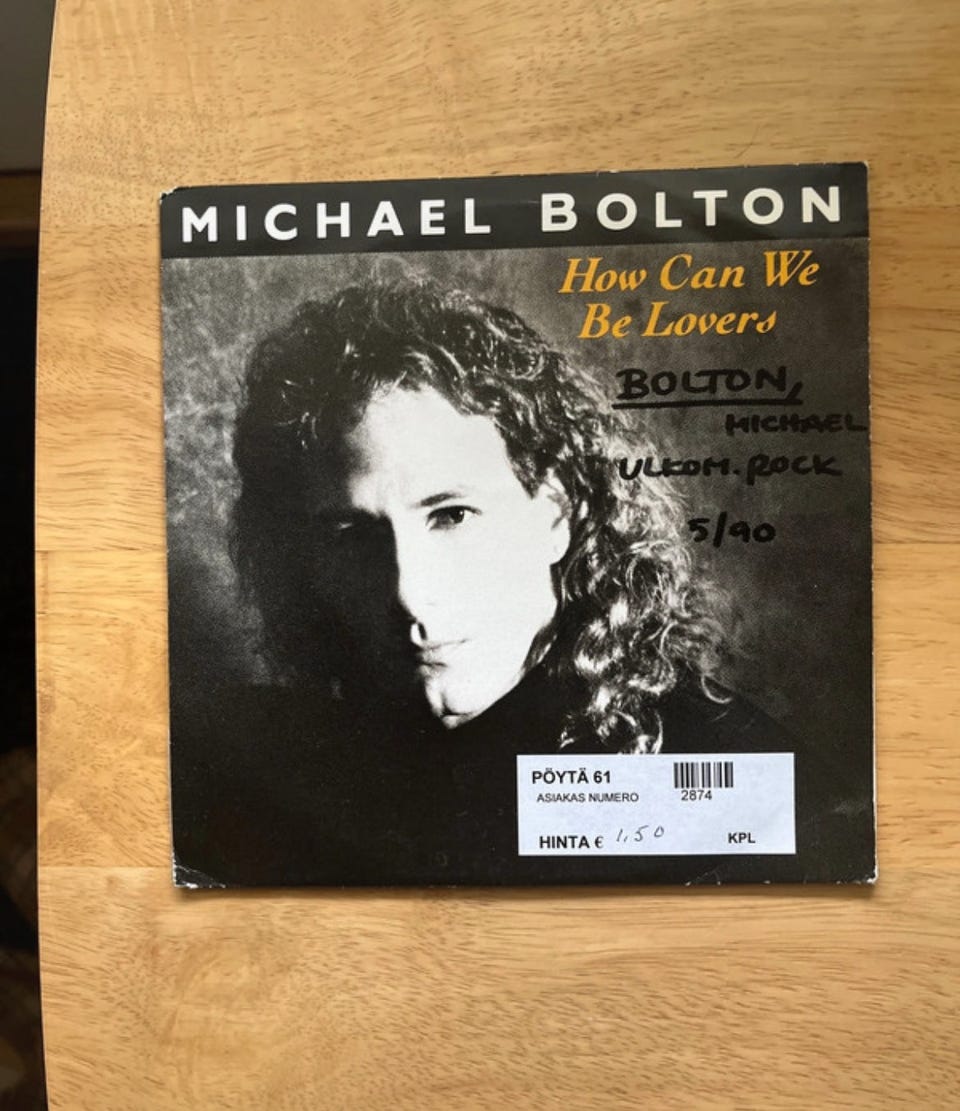 MICHAEL BOLTON
How Can We
Be Lovers
BOLTON,
MICHAEL
ULKOM. ROCK
5/90
PÖYTÄ 61
ASIAKAS NUMERO 2874
HINTA € 1,50 KPL